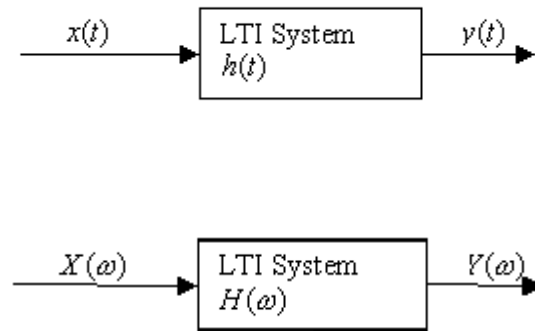 x(t)
LTI System
h(t)
y(t)
X(ω)
LTI System
H(ω)
Y(ω)